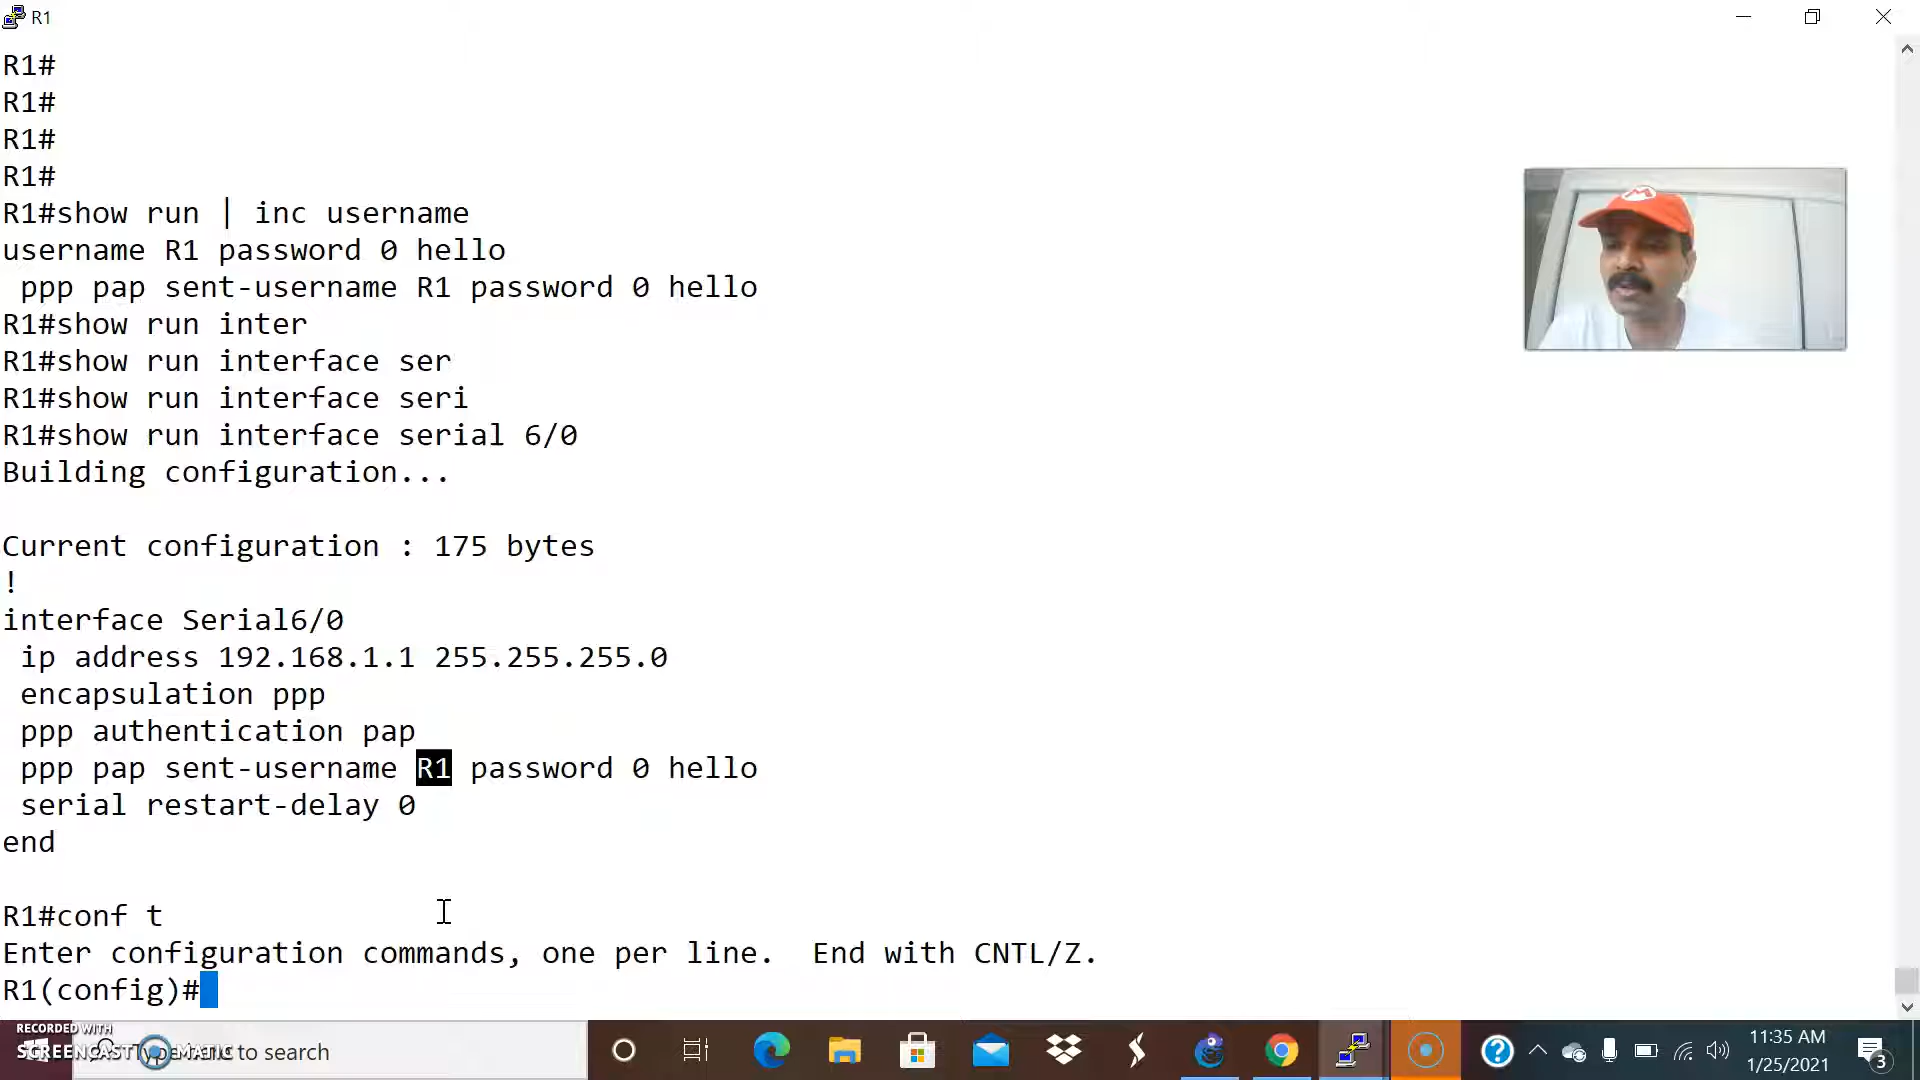 R1
R1#
R1#
R1#
R1#
R1#show run | inc username
username R1 password 0 hello
 ppp pap sent-username R1 password 0 hello
R1#show run inter
R1#show run interface ser
R1#show run interface seri
R1#show run interface serial 6/0
Building configuration...
Current configuration : 175 bytes
!
interface Serial6/0
 ip address 192.168.1.1 255.255.255.0
 encapsulation ppp
 ppp authentication pap
 ppp pap sent-username R1 password 0 hello
 serial restart-delay 0
end
R1#conf t
Enter configuration commands, one per line.  End with CNTL/Z.
R1(config)#
RECORDED WITH
SCREENCAST MATIC
to search
11:35 AM
1/25/2021
3